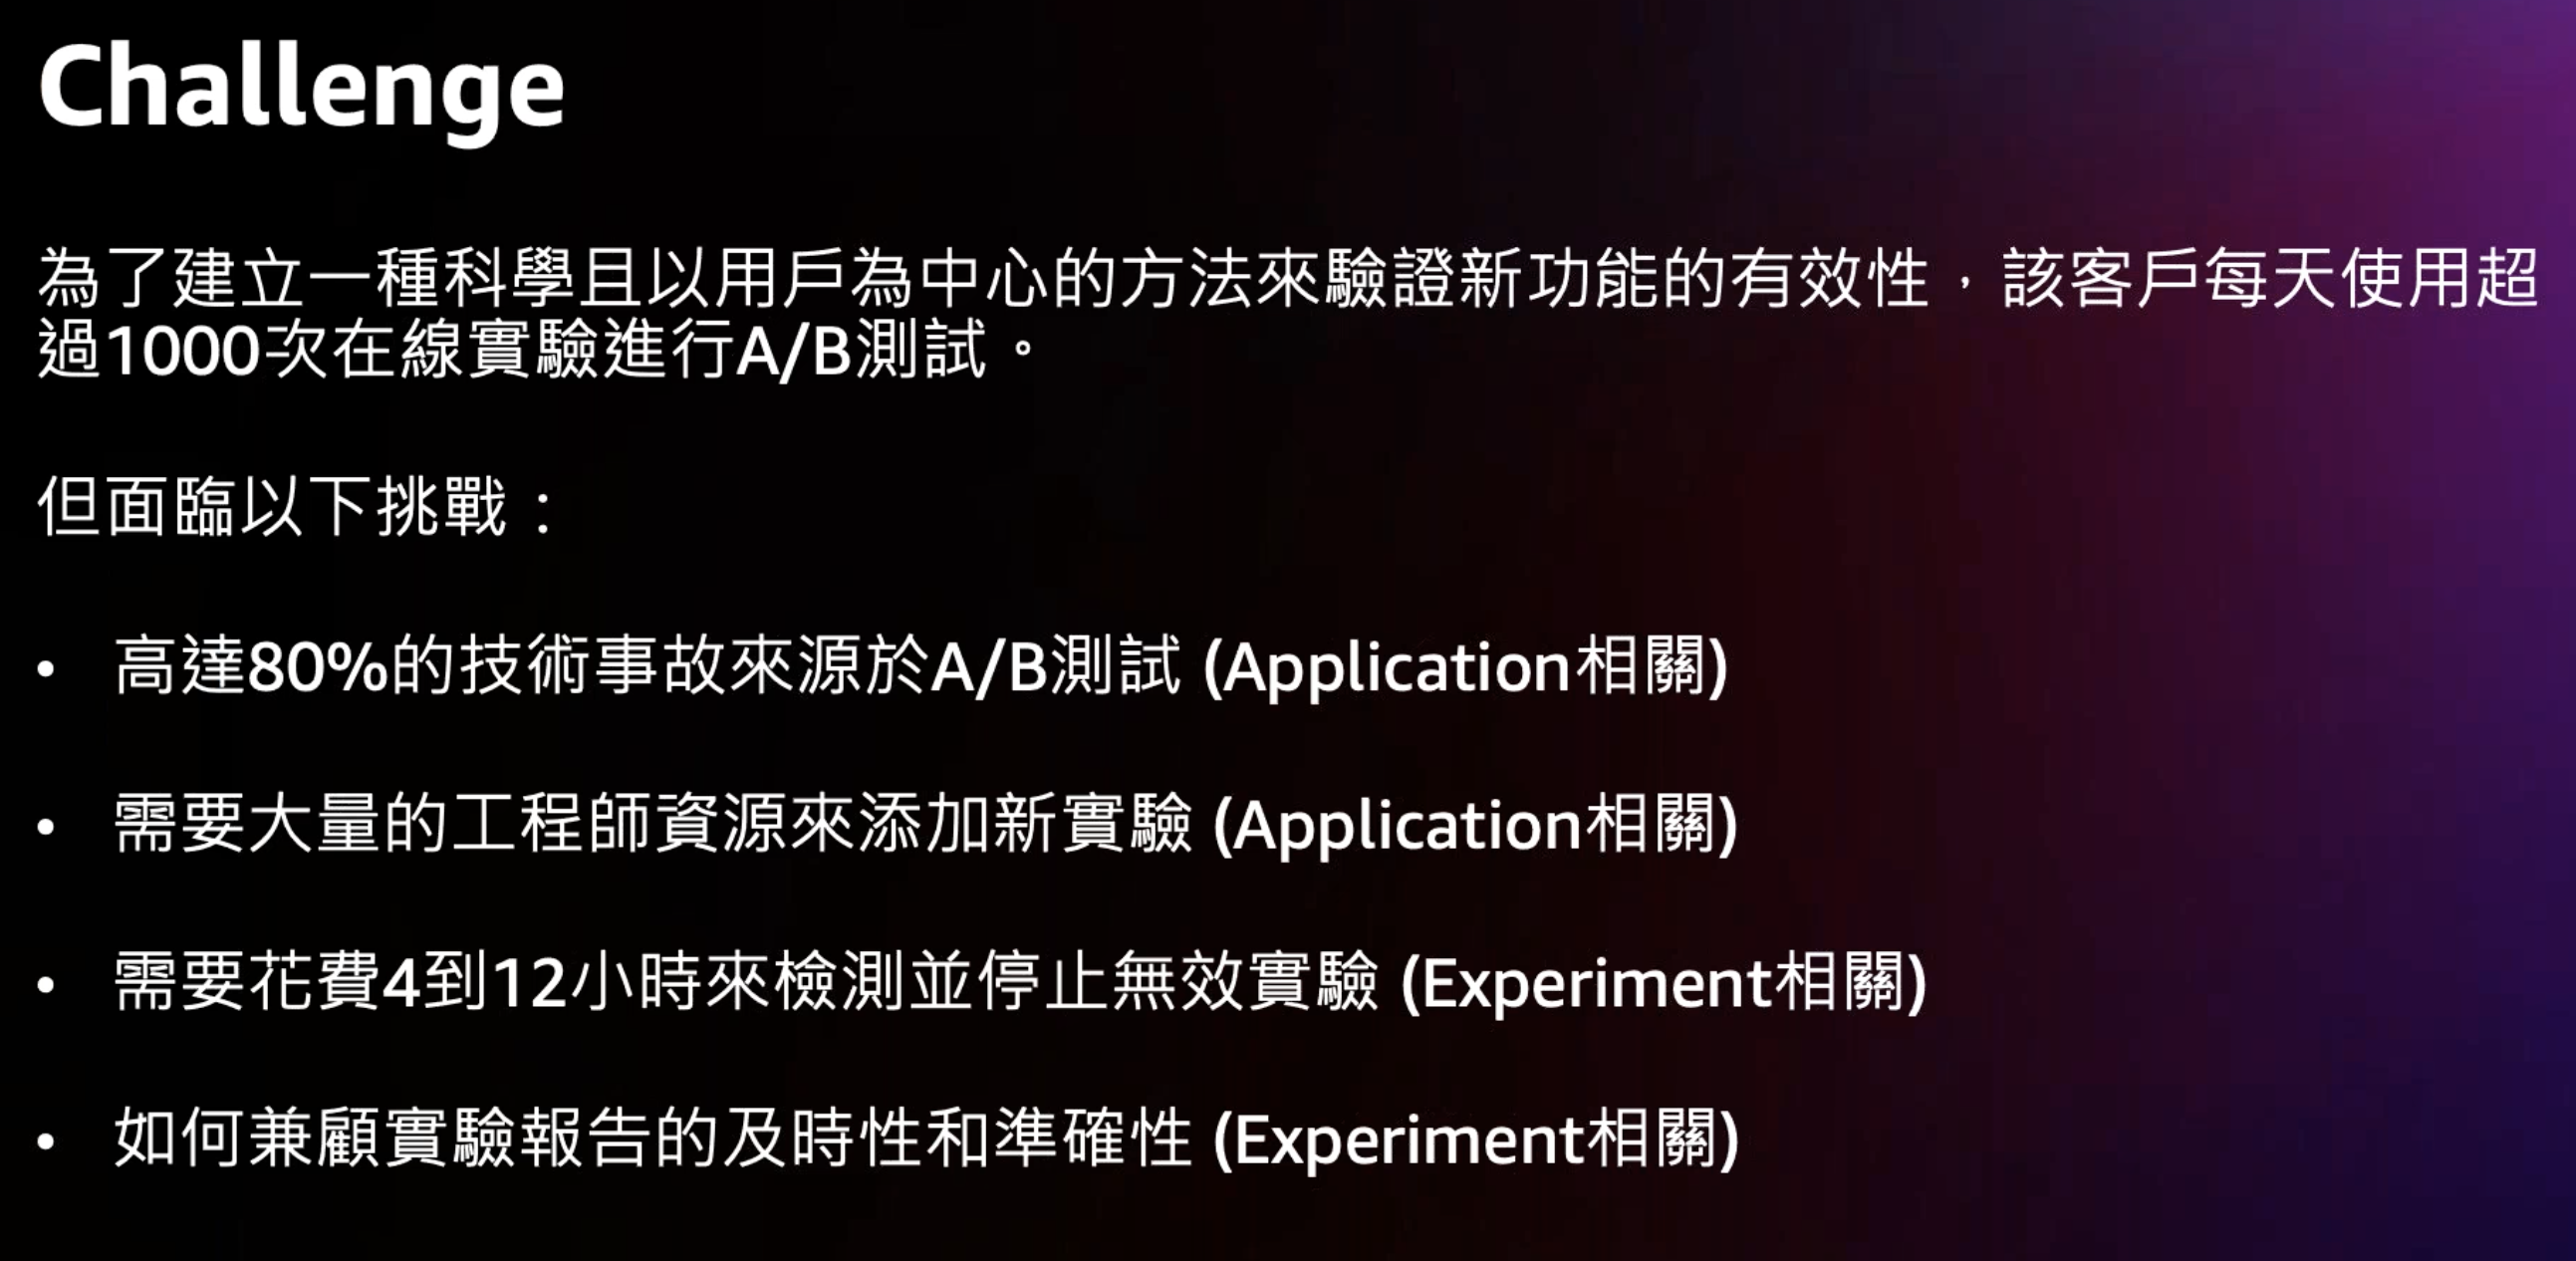 Challenge
為了建立一種科學且以用戶為中心的方法來驗證新功能的有效性，該客戶每天使用超
過1000次在線實驗進行A/B測試。
但面臨以下挑戰：
• 高達80%的技術事故來源於A/B測試 (Application相關)
• 需要大量的工程師資源來添加新實驗 (Application相關)
• 需要花費4到12小時來檢測並停止無效實驗 (Experiment相關)
• 如何兼顧實驗報告的及時性和準確性 (Experiment相關)